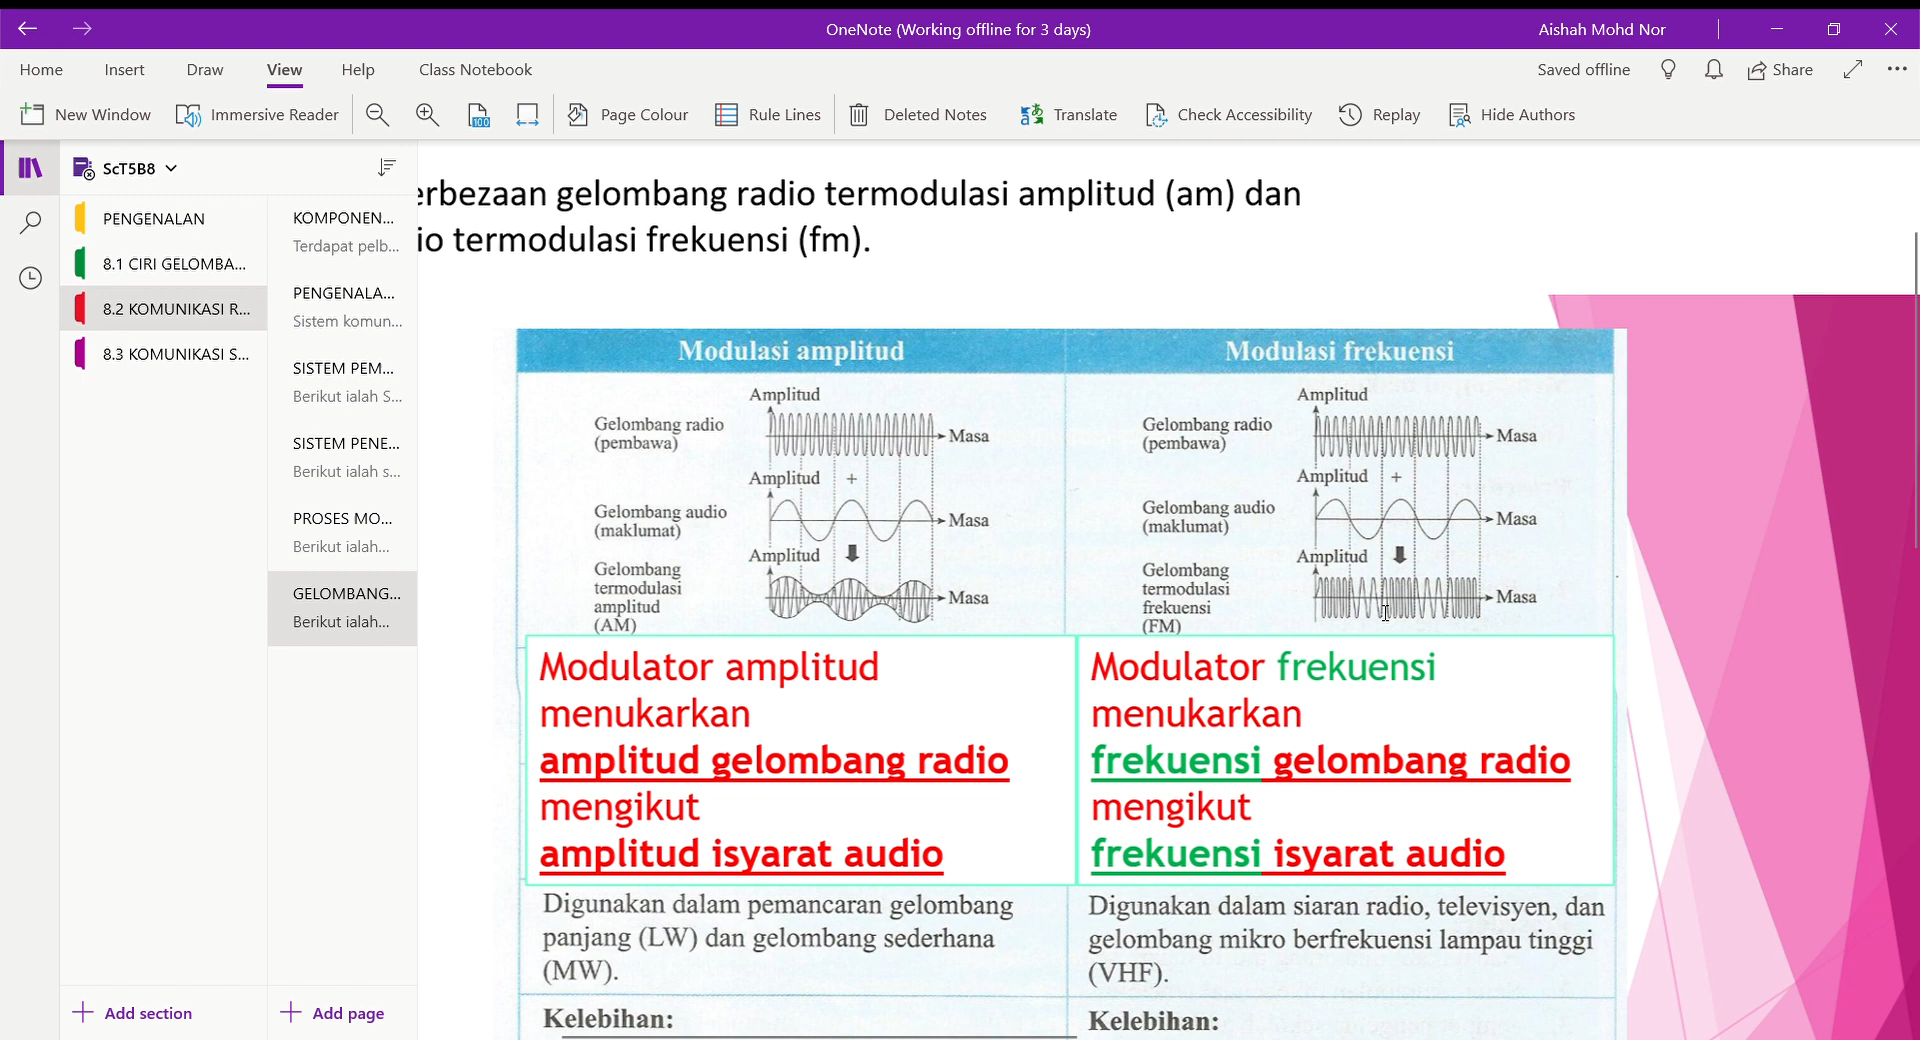 OneNote (Working offline for 3 days)
Aishah Mohd Nor
Home
Insert
Draw
View
Help
Class Notebook
Saved offline
Share
New Window
Immersive Reader
100
Page Colour
Rule Lines
Deleted Notes
Translate
Check Accessibility
Replay
Hide Authors
ScT5B8
PENGENALAN
8.1 CIRI GELOMBA...
8.2 KOMUNIKASI R...
8.3 KOMUNIKASI S...
Add section
KOMPONEN...
Terdapat pelb...
PENGENALA...
Sistem komun...
SISTEM PEM...
Berikut ialah S...
SISTEM PENE...
Berikut ialah s...
PROSES MO...
Berikut ialah...
GELOMBANG...
Berikut ialah...
Add page
erbezaan gelombang radio termodulasi amplitud (am) dan
io termodulasi frekuensi (fm).
Modulasi amplitud
Amplitud
Gelombang radio
(pembawa)
Masa
Amplitud +
Gelombang audio
(maklumat)
Masa
Amplitud
Gelombang
termodulasi
amplitud
(AM)
Masa
Modulator amplitud
menukarkan
amplitud gelombang radio
mengikut
amplitud isyarat audio
Digunakan dalam pemancaran gelombang
panjang (LW) dan gelombang sederhana
(MW).
Kelebihan:
Modulasi frekuensi
Amplitud
Gelombang radio
(pembawa)
Masa
Amplitud +
Gelombang audio
(maklumat)
Masa
Amplitud
Gelombang
termodulasi
frekuensi
(FM)
Masa
Modulator frekuensi
menukarkan
frekuensi gelombang radio
mengikut
frekuensi isyarat audio
Digunakan dalam siaran radio, televisyen, dan
gelombang mikro berfrekuensi lampau tinggi
(VHF).
Kelebihan: